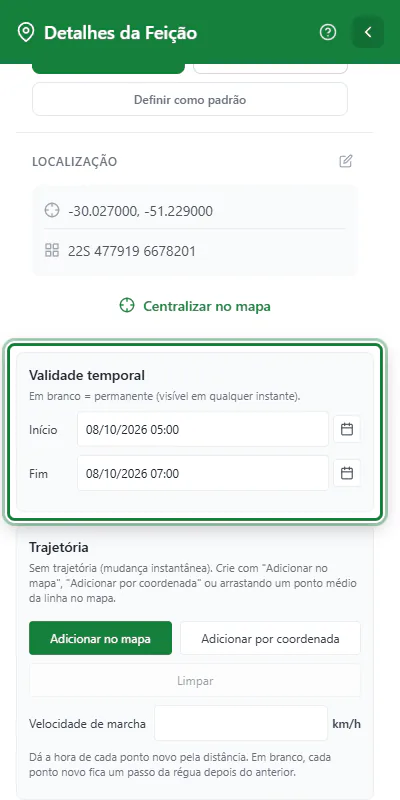 Detalhes da Feição
Definir como padrão
LOCALIZAÇÃO
-30.027000, -51.229000
22S 477919 6678201
Centralizar no mapa
Validade temporal
Em branco = permanente (visível em qualquer instante).
Início
08/10/2026 05:00
Fim
08/10/2026 07:00
Trajetória
Sem trajetória (mudança instantânea). Crie com "Adicionar no
mapa", "Adicionar por coordenada" ou arrastando um ponto médio
da linha no mapa.
Adicionar no mapa
Adicionar por coordenada
Limpar
Velocidade de marcha
km/h
Dá a hora de cada ponto novo pela distância. Em branco, cada
ponto novo fica um passo da régua depois do anterior.